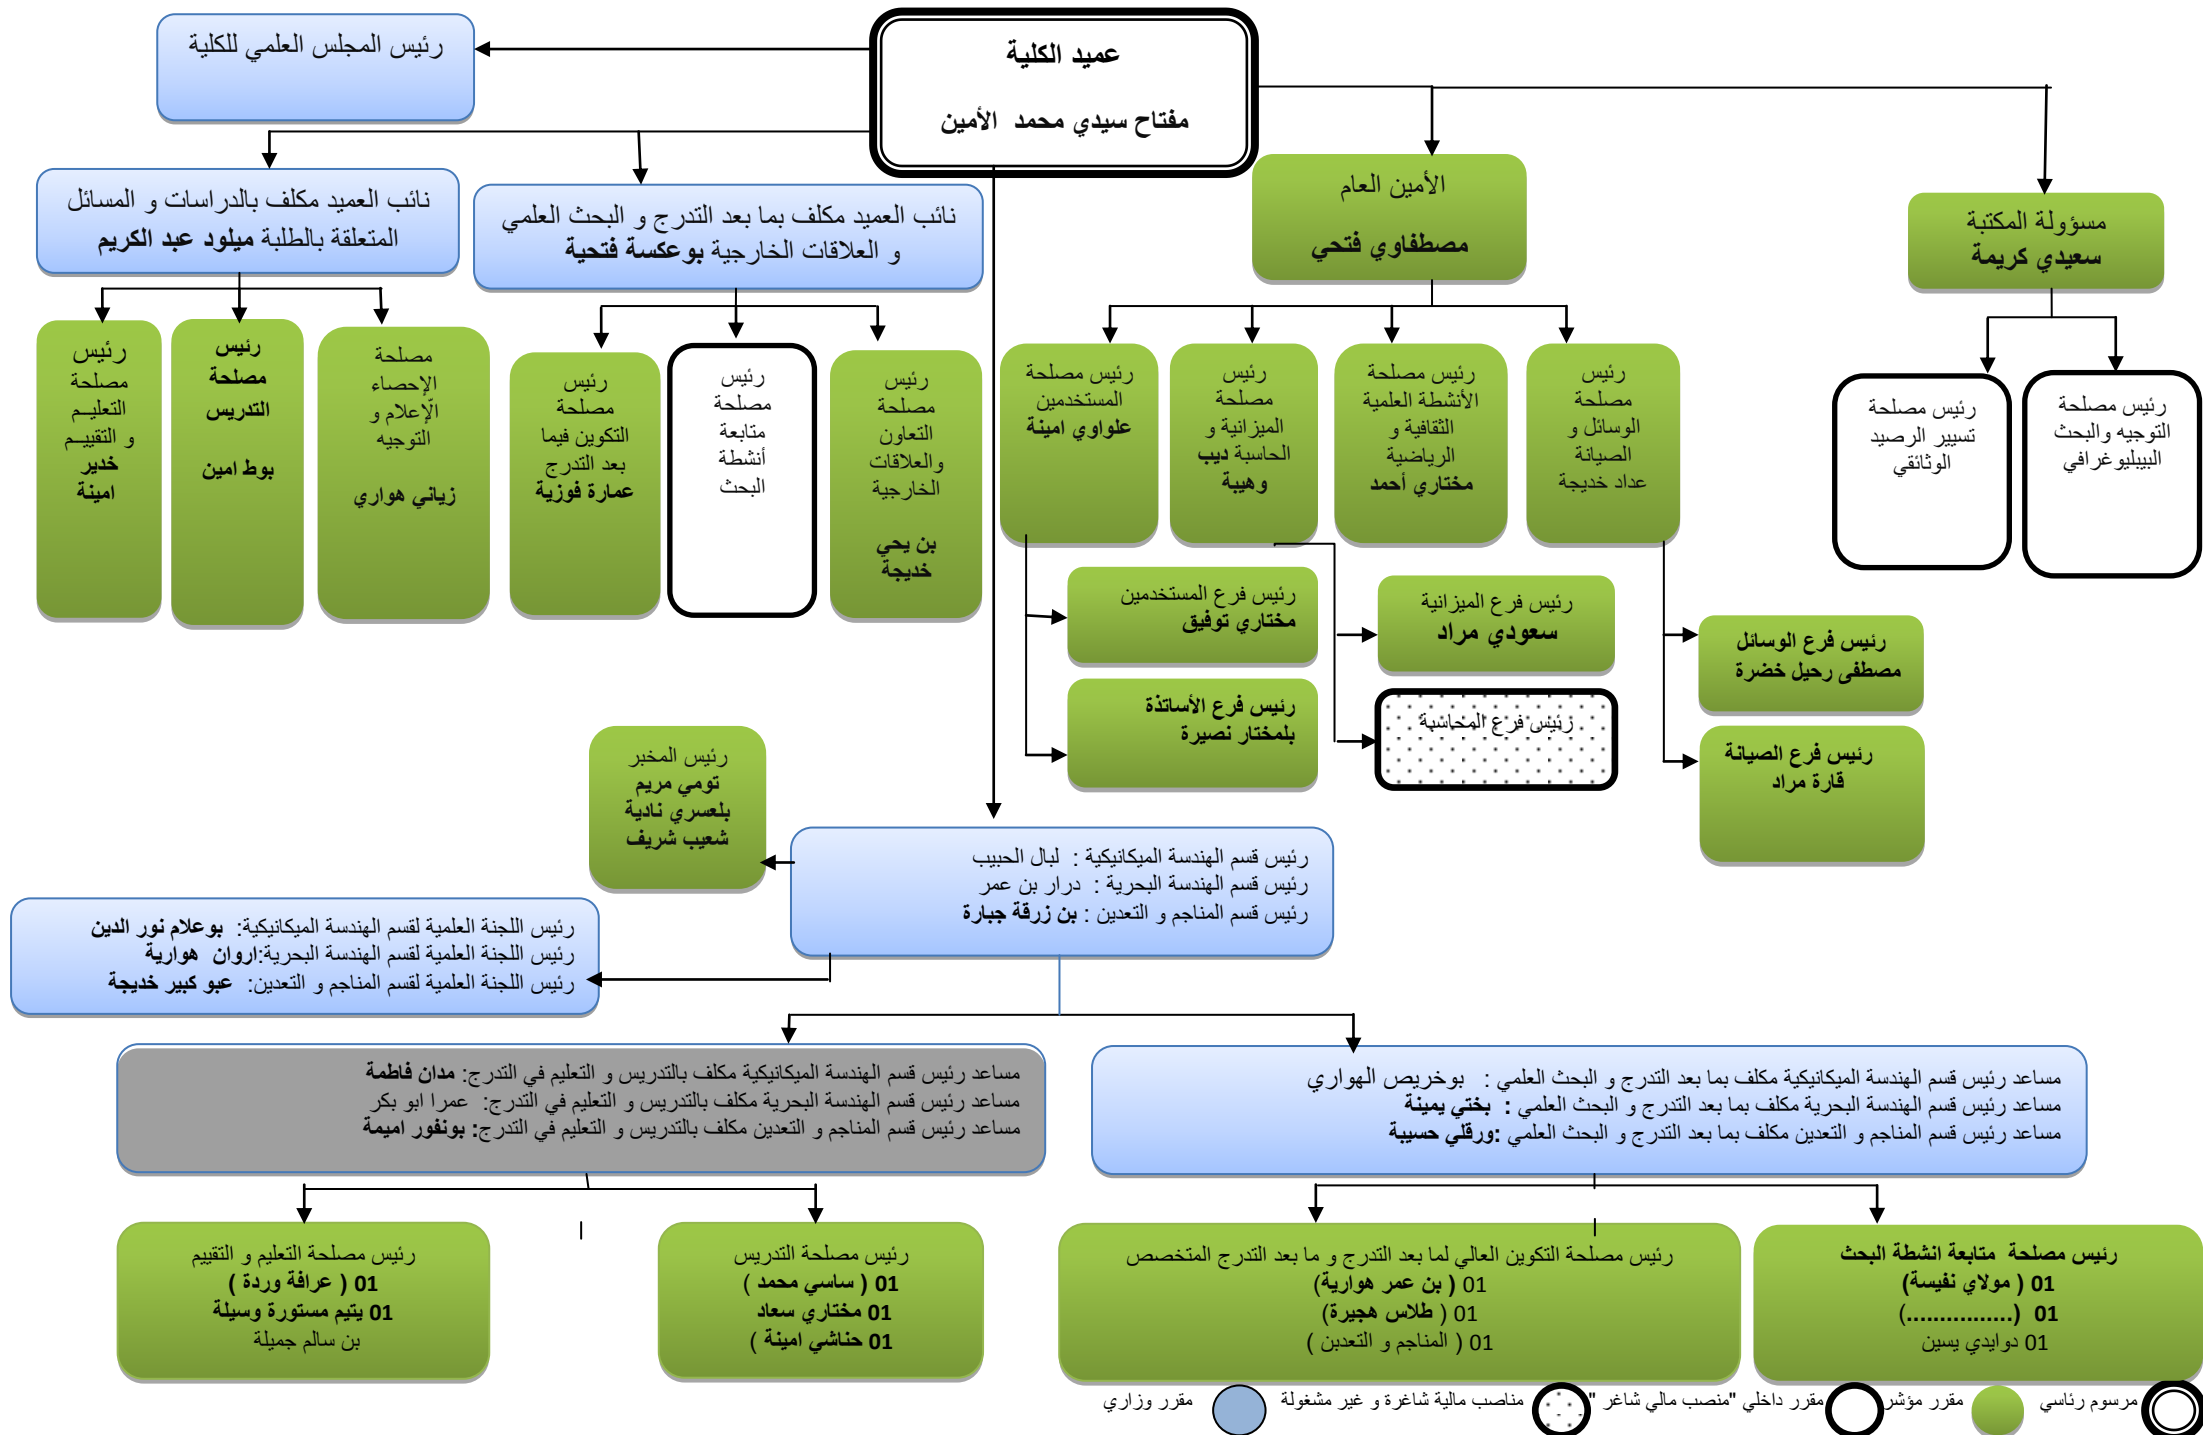 عميد الكلية
مفتاح سيدي محمد الأمين
رئيس المجلس العلمي للكلية
مسؤولة المكتبة
سعيدي كريمة
الأمين العام
مصطفاوي فتحي
نائب العميد مكلف بما بعد التدرج و البحث العلمي
و العلاقات الخارجية بوعكسة فتحية
نائب العميد مكلف بالدراسات و المسائل
المتعلقة بالطلبة ميلود عبد الكريم
رئيس مصلحة
التوجيه والبحث
البيبليوغرافي
رئيس مصلحة
تسيير الرصيد
الوثائقي
رئيس
مصلحة
الوسائل و
الصيانة
عداد خديجة
رئيس مصلحة
الأنشطة العلمية
الثقافية و
الرياضية
مختاري أحمد
رئيس
مصلحة
الميزانية و
الحاسبة ديب
وهيبة
رئيس مصلحة
المستخدمين
علواوي امينة
رئيس
مصلحة
التعاون
والعلاقات
الخارجية
بن يحي
خديجة
رئيس
مصلحة
متابعة
أنشطة
البحث
رئيس
مصلحة
التكوين فيما
بعد التدرج
عمارة فوزية
مصلحة
الإحصاء
الّإعلام و
التوجيه
زياني هواري
رئيس
مصلحة
التدريس
بوط امين
رئيس
مصلحة
التعليـم
و التقييـم
خدير
امينة
رئيس فرع الوسائل
مصطفى رحيل خضرة
رئيس فرع الصيانة
قارة مراد
رئيس فرع الميزانية
سعودي مراد
رئيس فرع المحاسبة
رئيس فرع المستخدمين
مختاري توفيق
رئيس فرع الأساتذة
بلمختار نصيرة
رئيس المخبر
تومي مريم
بلعسري نادية
شعيب شريف
رئيس قسم الهندسة الميكانيكية : لبال الحبيب
رئيس قسم الهندسة البحرية : درار بن عمر
رئيس قسم المناجم و التعدين : بن زرقة جبارة
رئيس اللجنة العلمية لقسم الهندسة الميكانيكية: بوعلام نور الدين
رئيس اللجنة العلمية لقسم الهندسة البحرية:اروان هوارية
رئيس اللجنة العلمية لقسم المناجم و التعدين: عبو كبير خديجة
مساعد رئيس قسم الهندسة الميكانيكية مكلف بما بعد التدرج و البحث العلمي : بوخريص الهواري
مساعد رئيس قسم الهندسة البحرية مكلف بما بعد التدرج و البحث العلمي : بختي يمينة
مساعد رئيس قسم المناجم و التعدين مكلف بما بعد التدرج و البحث العلمي :ورقلي حسيبة
مساعد رئيس قسم الهندسة الميكانيكية مكلف بالتدريس و التعليم في التدرج: مدان فاطمة
مساعد رئيس قسم الهندسة البحرية مكلف بالتدريس و التعليم في التدرج: عمرا ابو بكر
مساعد رئيس قسم المناجم و التعدين مكلف بالتدريس و التعليم في التدرج: بونفور اميمة
رئيس مصلحة متابعة انشطة البحث
01 ( مولاي نفيسة)
01 (................)
01 دوايدي يسين
رئيس مصلحة التكوين العالي لما بعد التدرج و ما بعد التدرج المتخصص
01 ( بن عمر هوارية)
01 ( طلاس هجيرة)
01 ( المناجم و التعدين )
رئيس مصلحة التدريس
01 ( ساسي محمد )
01 مختاري سعاد
01 حناشي امينة )
رئيس مصلحة التعليم و التقييم
01 ( عرافة وردة )
01 يتيم مستورة وسيلة
بن سالم جميلة
مرسوم رئاسي مقرر مؤشر مقرر داخلي "منصب مالي شاغر " مناصب مالية شاغرة و غير مشغولة مقرر وزاري